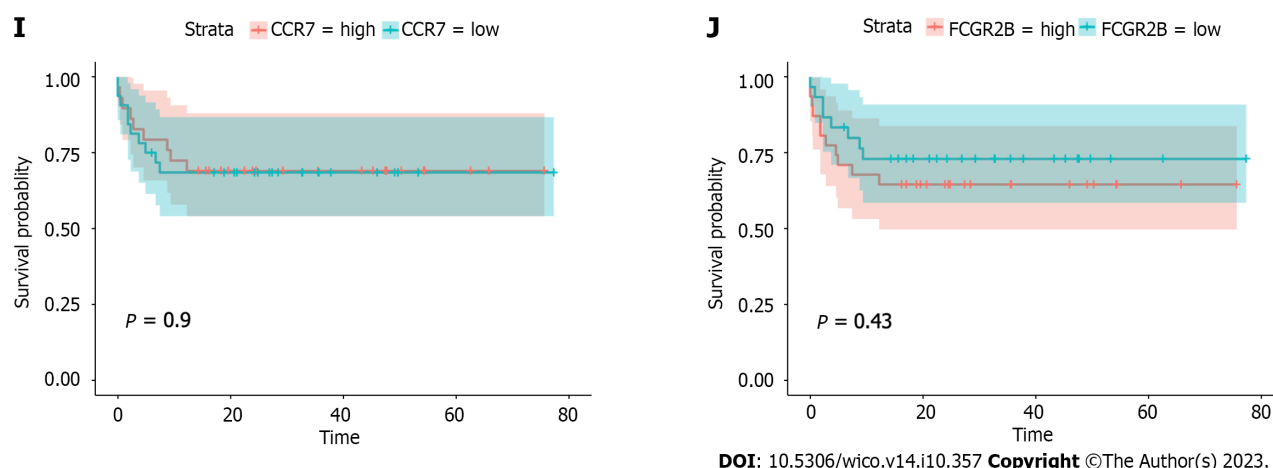 I
Strata CCR7 = high CCR7 = low
Survival probablity
1.00
0.75
0.50
0.25
0.00
P = 0.9
0 20 40 60 80
Time
J
Strata FCGR2B = high FCGR2B = low
Survival probablity
1.00
0.75
0.50
0.25
0.00
P = 0.43
0 20 40 60 80
Time
DOI: 10.5306/wjco.v14.i10.357 Copyright ©The Author(s) 2023.